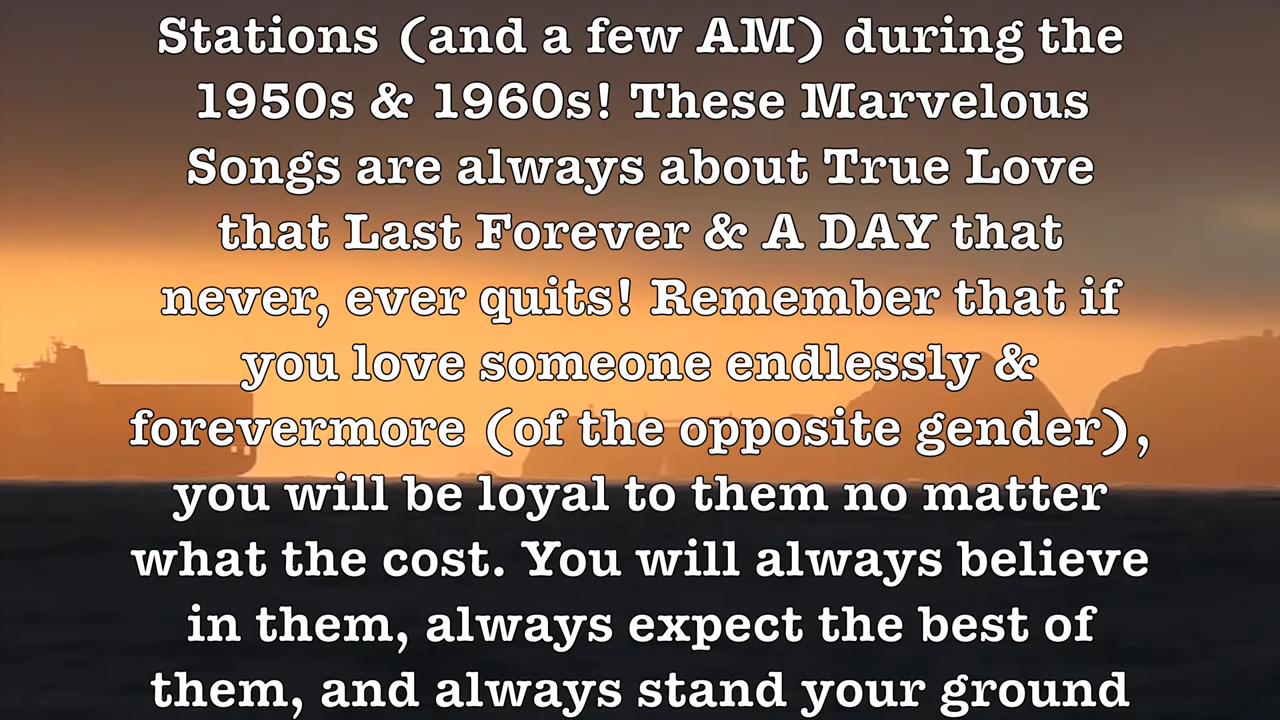 Stations (and a few AM) during the
1950s & 1960s! These Marvelous
Songs are always about True Love
that Last Forever & A DAY that
never, ever quits! Remember that if
you love someone endlessly &
forevermore (of the opposite gender),
you will be loyal to them no matter
what the cost. You will always believe
in them, always expect the best of
them, and always stand your ground